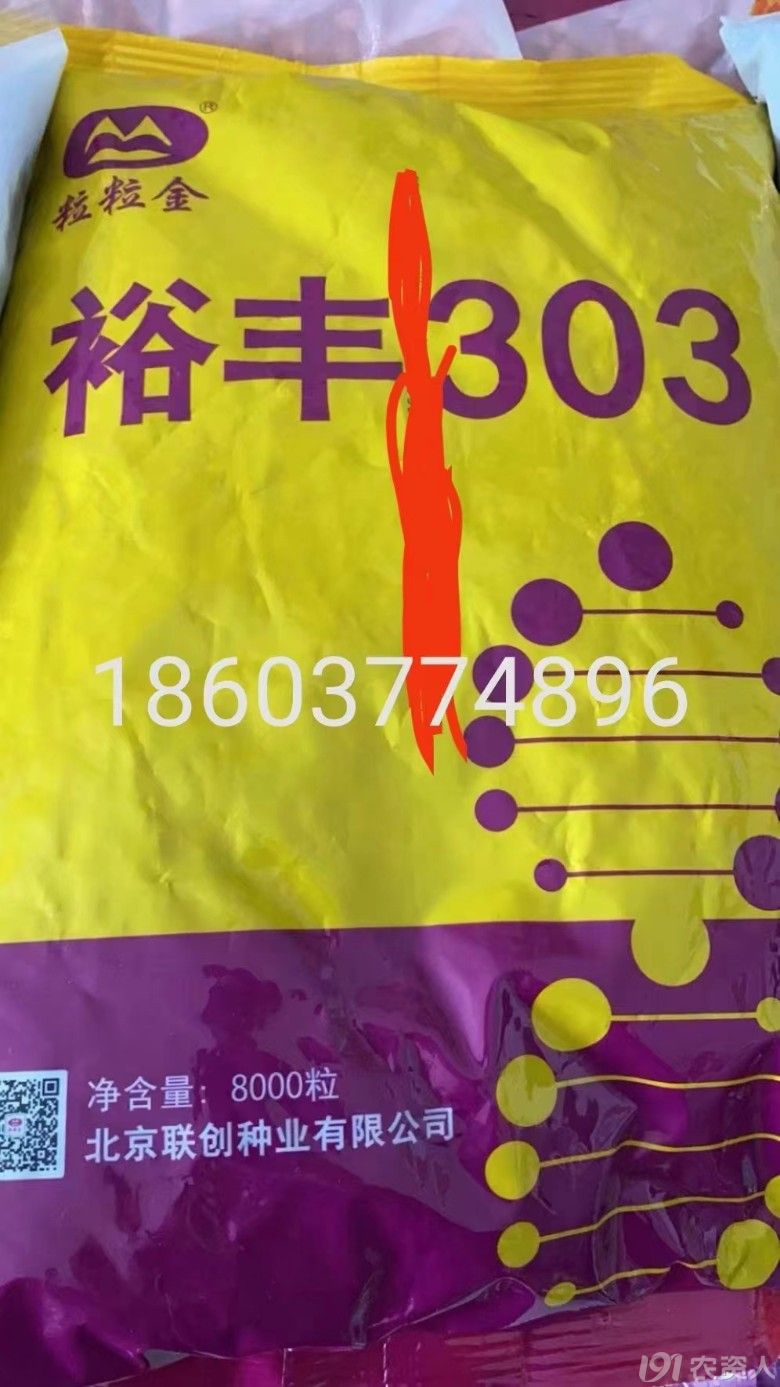 ®
粒粒金
裕丰303
18603774896
净含量：8000粒
北京联创种业有限公司
191农资人